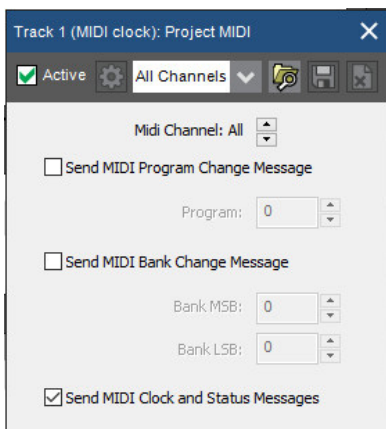 Track 1 (MIDI clock): Project MIDI
Active All Channels
Midi Channel: All
Send MIDI Program Change Message
Program: 0
Send MIDI Bank Change Message
Bank MSB: 0
Bank LSB: 0
Send MIDI Clock and Status Messages